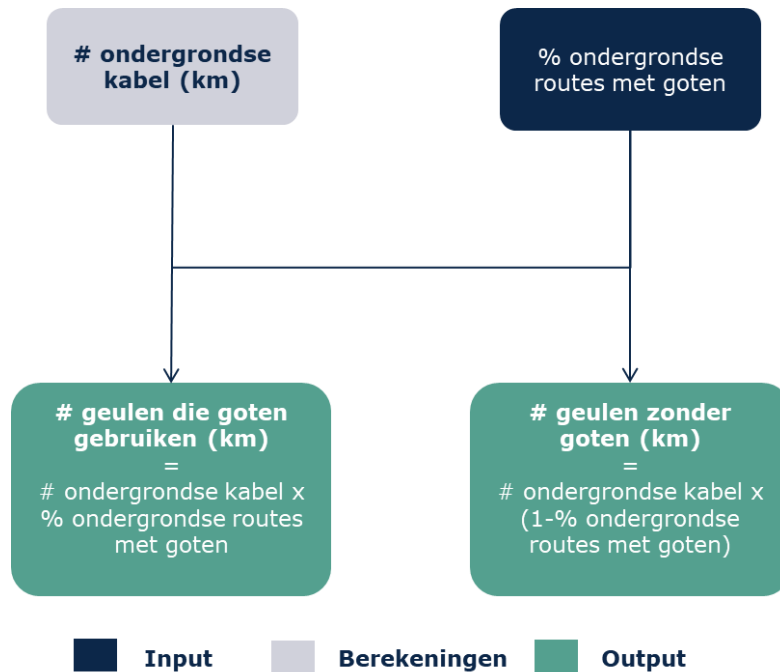 # ondergrondse
kabel (km)
% ondergrondse
routes met goten
# geulen die goten
gebruiken (km)
=
# ondergrondse kabel x
% ondergrondse routes
met goten
# geulen zonder
goten (km)
=
# ondergrondse kabel x
(1-% ondergrondse
routes met goten)
Input
Berekeningen
Output